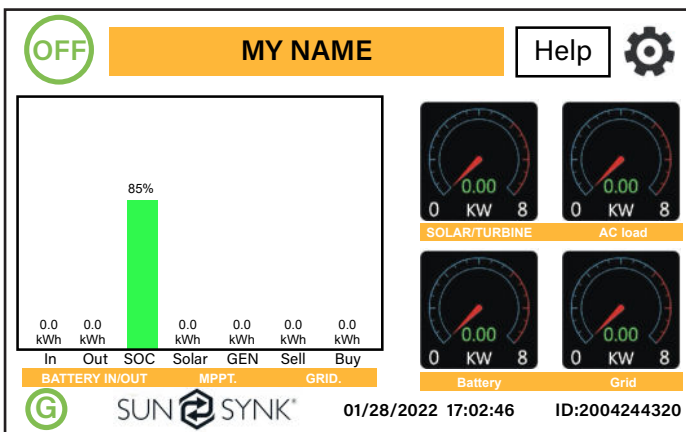 OFF MY NAME Help
85%
0.0 0.0 0.0 0.0 0.0 0.0
kWh kWh kWh kWh kWh kWh
In Out SOC Solar GEN Sell Buy
BATTERY IN/OUT MPPT. GRID.
0.00 0.00
0 KW 8 0 KW 8
SOLAR/TURBINE AC load
0.00 0.00
0 KW 8 0 KW 8
Battery Grid
G SUN SYNK 01/28/2022 17:02:46 ID:2004244320